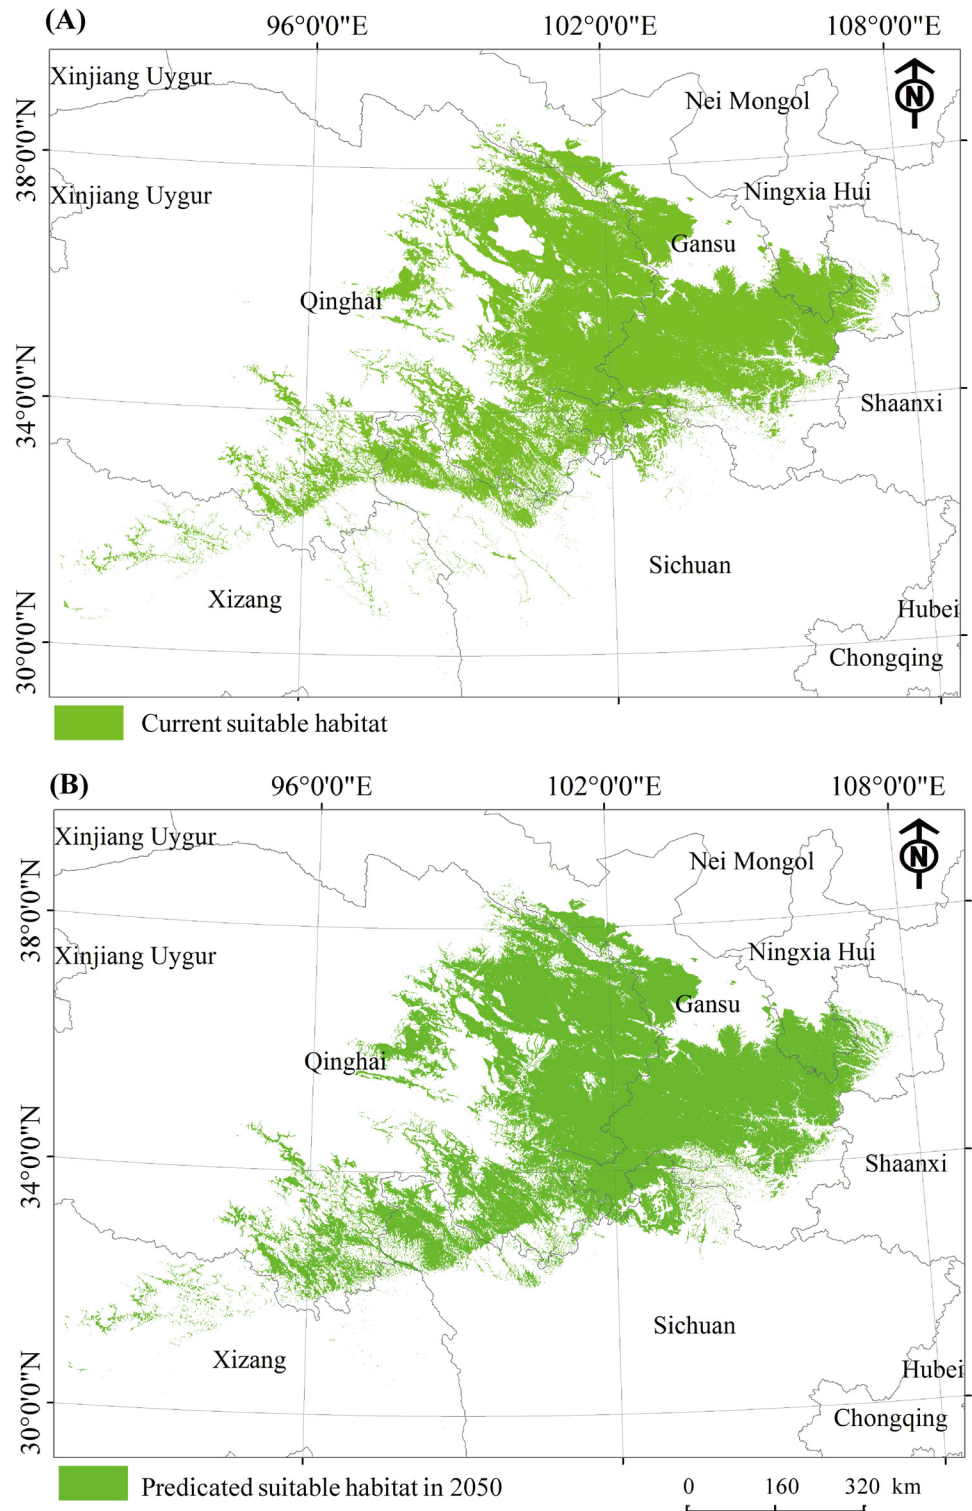 (A)
96°0'0"E 102°0'0"E 108°0'0"E
Xinjiang Uygur
Nei Mongol
N
38°0'0"N
Xinjiang Uygur
Ningxia Hui
Gansu
Qinghai
34°0'0"N
Shaanxi
Sichuan
Xizang
Hubei
30°0'0"N
Chongqing
Current suitable habitat
(B)
96°0'0"E 102°0'0"E 108°0'0"E
Xinjiang Uygur
Nei Mongol
N
38°0'0"N
Xinjiang Uygur
Ningxia Hui
Gansu
Qinghai
34°0'0"N
Shaanxi
Sichuan
Xizang
Hubei
30°0'0"N
Chongqing
Predicated suitable habitat in 2050
0 160 320 km